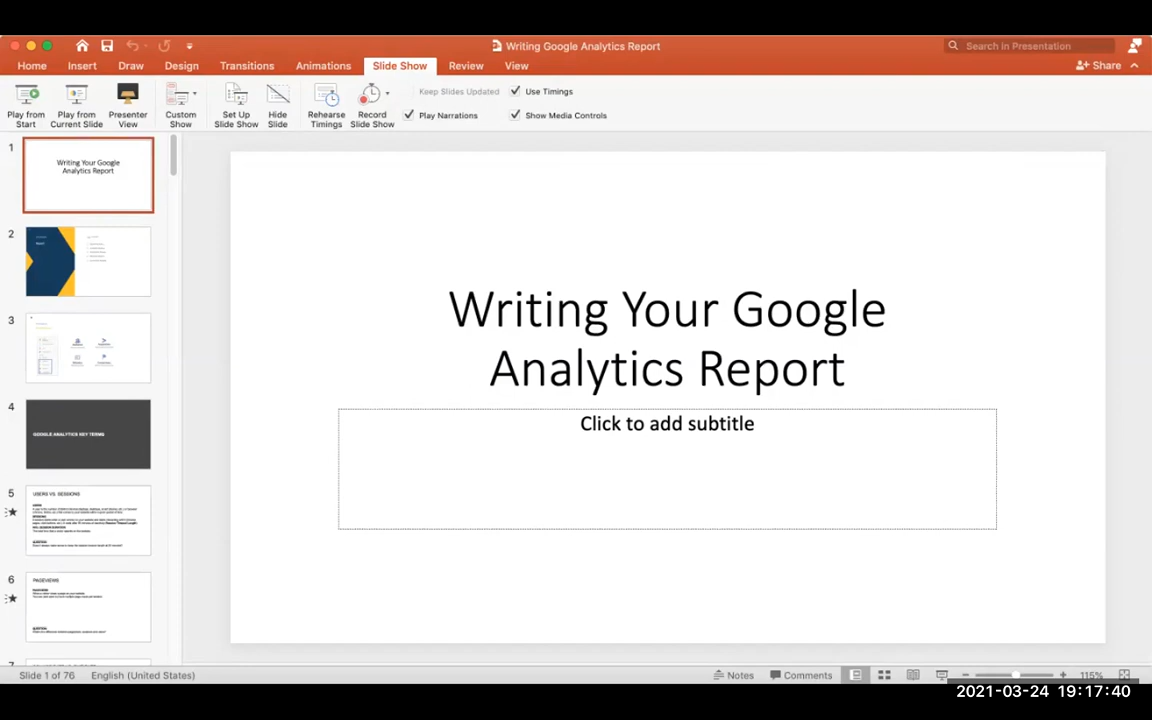 Writing Google Analytics Report
Search in Presentation
Home Insert Draw Design Transitions Animations Slide Show Review View
Share
Play from Start
Play from Current Slide
Presenter View
Custom Show
Set Up Slide Show
Hide Slide
Rehearse Timings
Record Slide Show
Keep Slides Updated
Use Timings
Play Narrations
Show Media Controls
1
Writing Your Google
Analytics Report
2
3
4
GOOGLE ANALYTICS KEY TERMS
5
USERS VS. SESSIONS
6
PAGEVIEWS
Writing Your Google
Analytics Report
Click to add subtitle
Slide 1 of 76
English (United States)
Notes
Comments
115%
2021-03-24 19:17:40